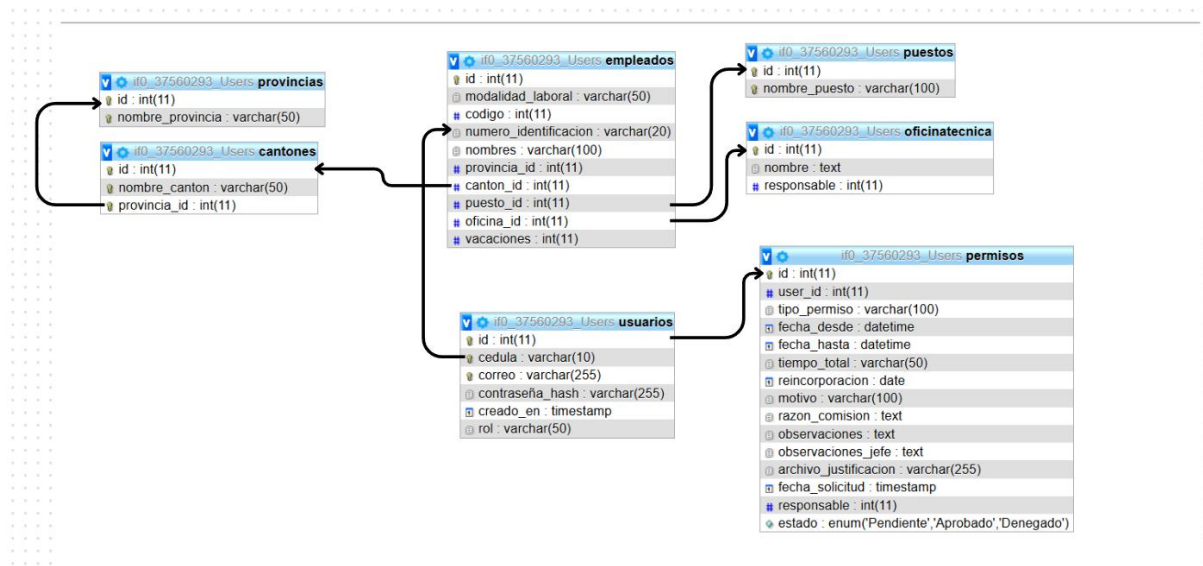 if0_37560293_Users provincias
id : int(11)
nombre_provincia : varchar(50)
if0_37560293_Users cantones
id : int(11)
nombre_canton : varchar(50)
provincia_id : int(11)
if0_37560293_Users empleados
id : int(11)
modalidad_laboral : varchar(50)
codigo : int(11)
numero_identificacion : varchar(20)
nombres : varchar(100)
provincia_id : int(11)
canton_id : int(11)
puesto_id : int(11)
oficina_id : int(11)
vacaciones : int(11)
if0_37560293_Users puestos
id : int(11)
nombre_puesto : varchar(100)
if0_37560293_Users oficinatecnica
id : int(11)
nombre : text
responsable : int(11)
if0_37560293_Users usuarios
id : int(11)
cedula : varchar(10)
correo : varchar(255)
contraseña_hash : varchar(255)
creado_en : timestamp
rol : varchar(50)
if0_37560293_Users permisos
id : int(11)
user_id : int(11)
tipo_permiso : varchar(100)
fecha_desde : datetime
fecha_hasta : datetime
tiempo_total : varchar(50)
reincorporacion : date
motivo : varchar(100)
razon_comision : text
observaciones : text
observaciones_jefe : text
archivo_justificacion : varchar(255)
fecha_solicitud : timestamp
responsable : int(11)
estado : enum('Pendiente','Aprobado','Denegado')